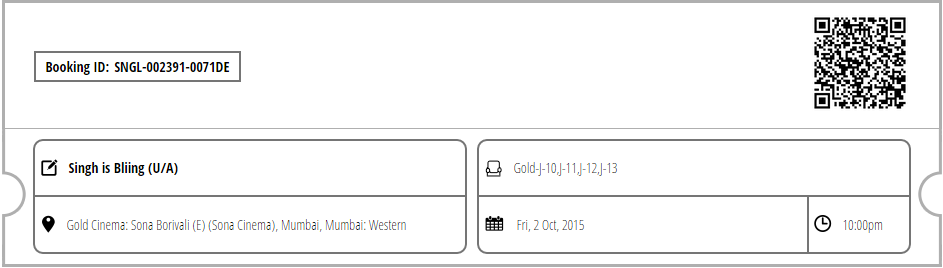 Booking ID: SNGL-002391-0071DE
Singh is Bliing (U/A)
Gold-J-10,J-11,J-12,J-13
Gold Cinema: Sona Borivali (E) (Sona Cinema), Mumbai, Mumbai: Western
Fri, 2 Oct, 2015
10:00pm